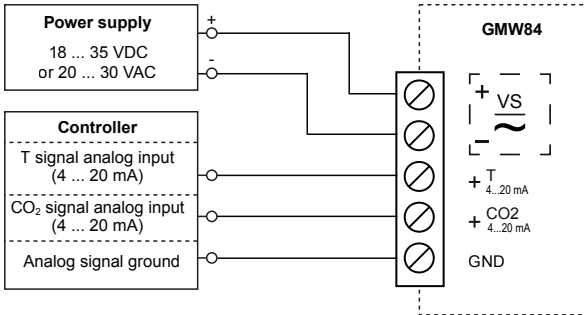 Power supply
18 ... 35 VDC
or 20 ... 30 VAC
+
-
Controller
T signal analog input
(4 ... 20 mA)
CO₂ signal analog input
(4 ... 20 mA)
Analog signal ground
GMW84
+ VS
~
–
+ T
4...20 mA
+ CO2
4...20 mA
GND